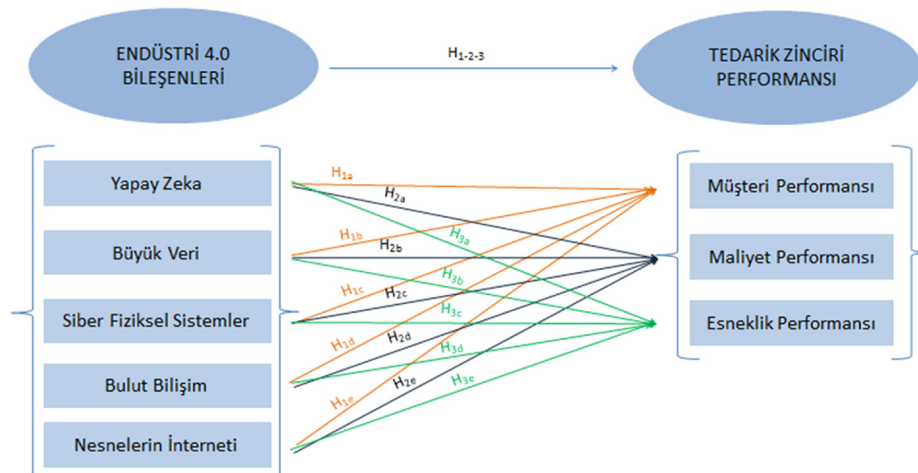 ENDÜSTRİ 4.0
BİLEŞENLERİ
H1-2-3
TEDARİK ZİNCİRİ
PERFORMANSI
Yapay Zeka
Büyük Veri
Siber Fiziksel Sistemler
Bulut Bilişim
Nesnelerin İnterneti
H1a
H2a
H3a
H1b
H2b
H3b
H1c
H2c
H3c
H1d
H2d
H3d
H1e
H2e
H3e
Müşteri Performansı
Maliyet Performansı
Esneklik Performansı